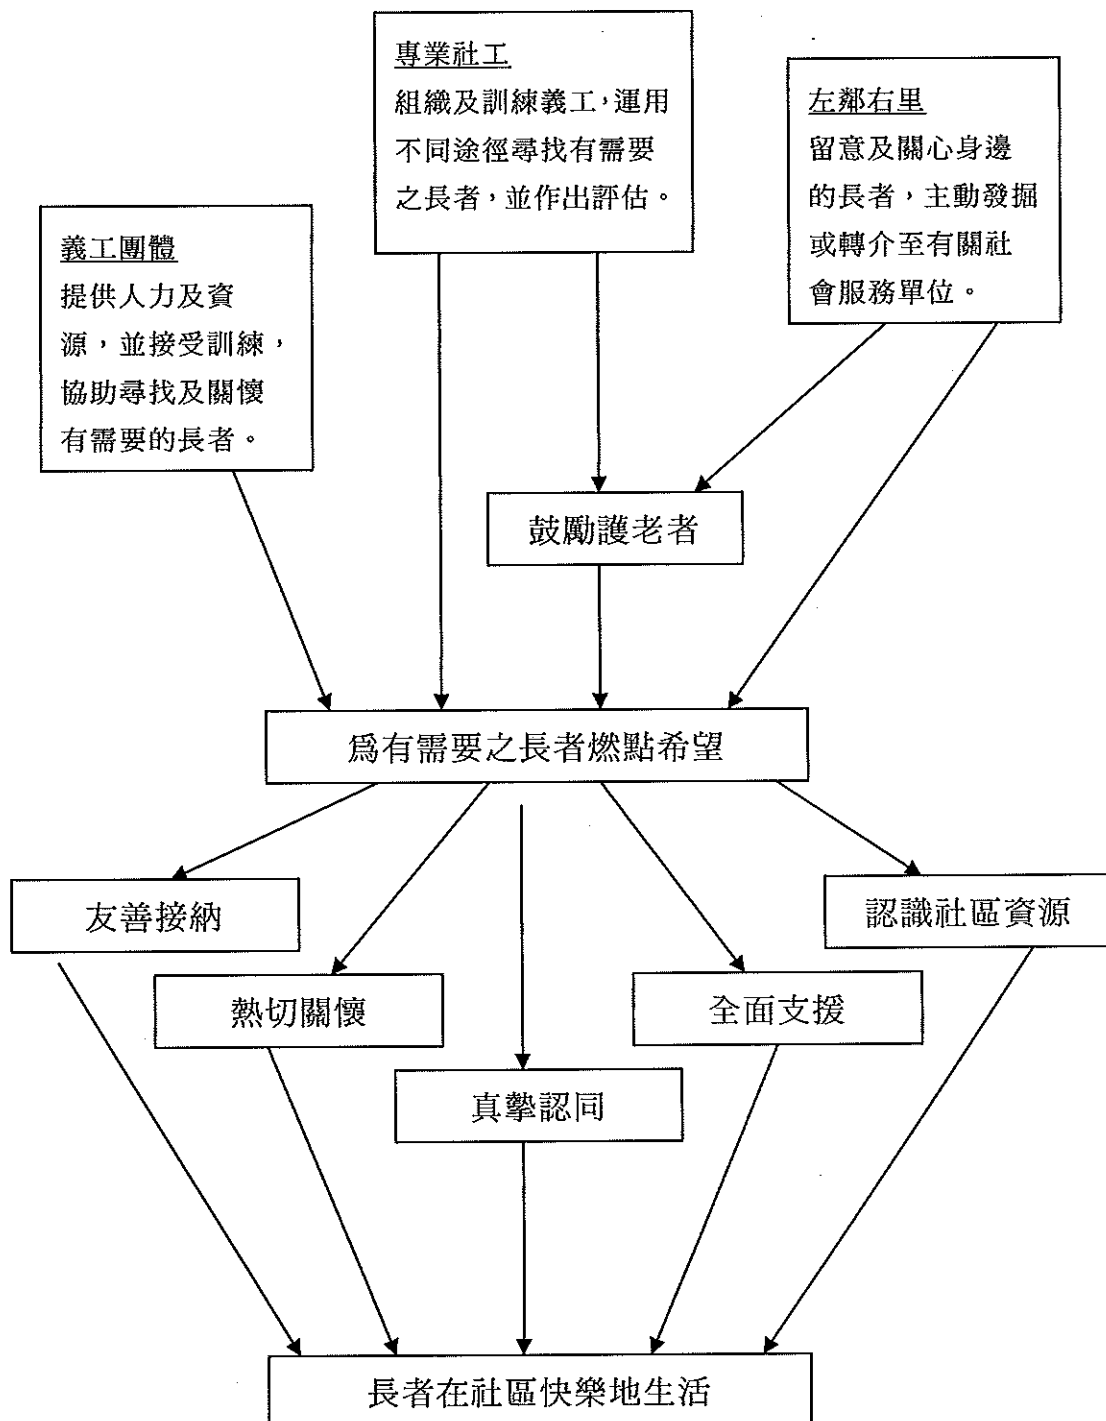 專業社工
組織及訓練義工，運用
不同途徑尋找有需要
之長者，並作出評估。
左鄰右里
留意及關心身邊
的長者，主動發掘
或轉介至有關社
會服務單位。
義工團體
提供人力及資
源，並接受訓練，
協助尋找及關懷
有需要的長者。
鼓勵護老者
爲有需要之長者燃點希望
友善接納
認識社區資源
熱切關懷
全面支援
真摯認同
長者在社區快樂地生活